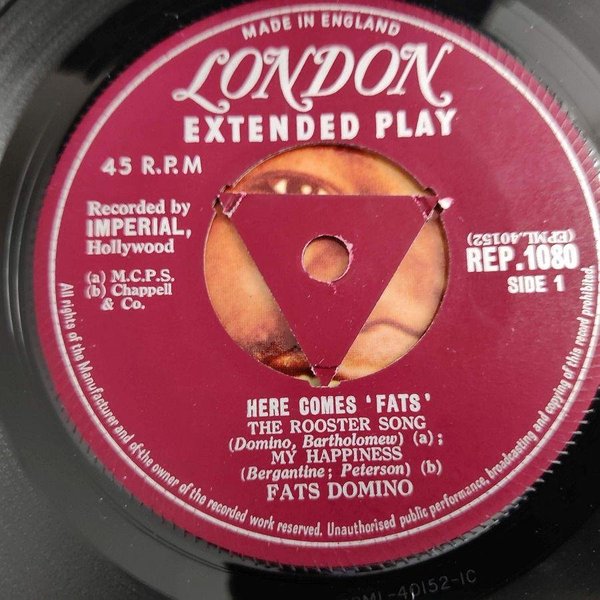 MADE IN ENGLAND
LONDON
EXTENDED PLAY
45 R.P.M
Recorded by
IMPERIAL,
Hollywood
(a) M.C.P.S.
(b) Chappell
& Co.
(EPML.40152)
REP.1080
SIDE 1
HERE COMES 'FATS'
THE ROOSTER SONG
(Domino, Bartholomew) (a);
MY HAPPINESS
(Bergantine; Peterson) (b)
FATS DOMINO
All rights of the Manufacturer and of the owner of the recorded work reserved. Unauthorised public performance, broadcasting and copying of this record prohibited.
40152-1C